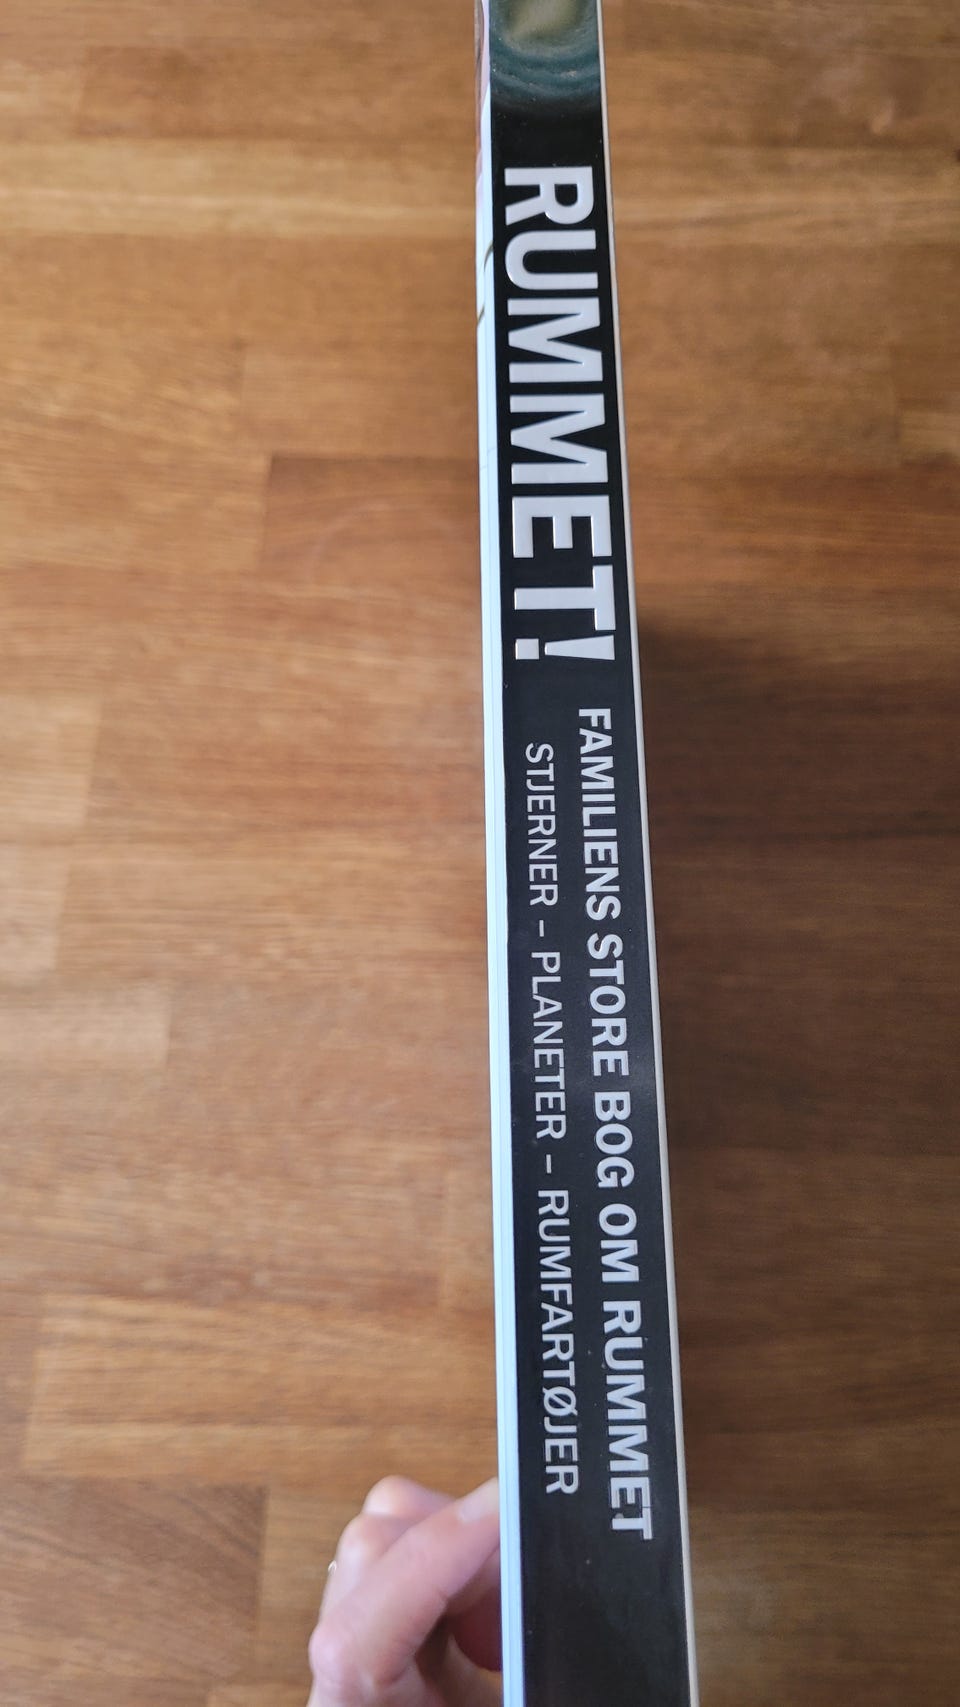 RUMMET!
FAMILIENS STORE BOG OM RUMMET
STJERNER – PLANETER – RUMFARTØJER